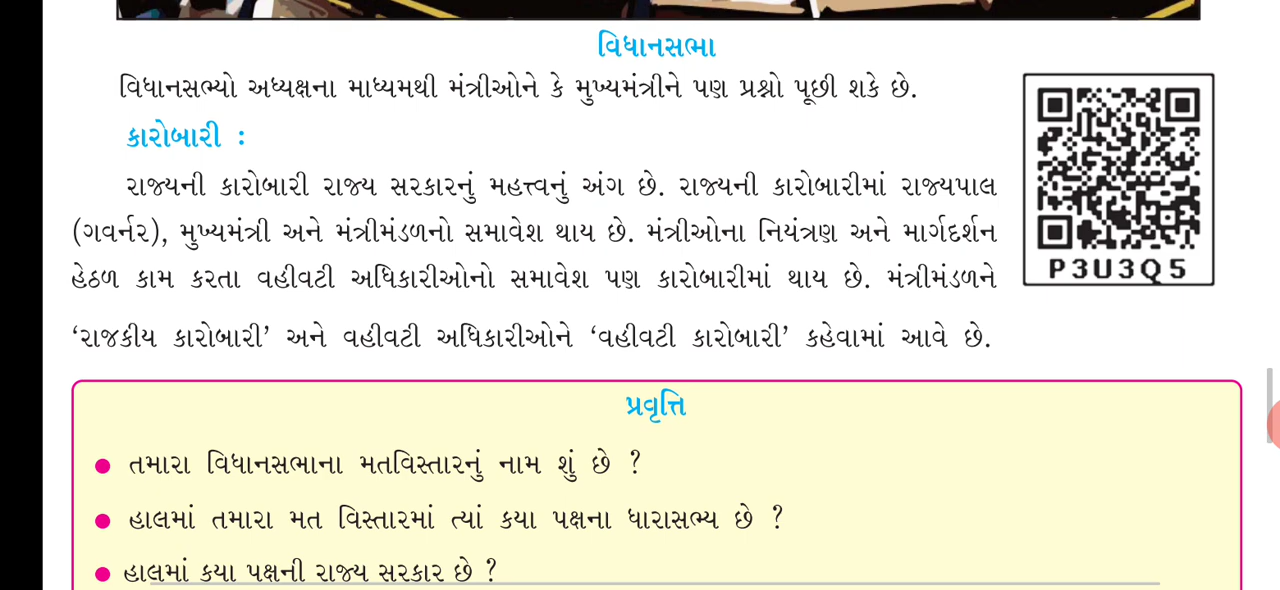 વિધાનસભા
વિધાનસભ્યો અધ્યક્ષના માધ્યમથી મંત્રીઓને કે મુખ્યમંત્રીને પણ પ્રશ્નો પૂછી શકે છે.
કારોબારી :
રાજ્યની કારોબારી રાજ્ય સરકારનું મહત્ત્વનું અંગ છે. રાજ્યની કારોબારીમાં રાજ્યપાલ
(ગવર્નર), મુખ્યમંત્રી અને મંત્રીમંડળનો સમાવેશ થાય છે. મંત્રીઓના નિયંત્રણ અને માર્ગદર્શન
હેઠળ કામ કરતા વહીવટી અધિકારીઓનો સમાવેશ પણ કારોબારીમાં થાય છે. મંત્રીમંડળને
‘રાજકીય કારોબારી’ અને વહીવટી અધિકારીઓને ‘વહીવટી કારોબારી’ કહેવામાં આવે છે.
P3U3Q5
પ્રવૃત્તિ
● તમારા વિધાનસભાના મતવિસ્તારનું નામ શું છે ?
● હાલમાં તમારા મત વિસ્તારમાં ત્યાં કયા પક્ષના ધારાસભ્ય છે ?
● હાલમાં કયા પક્ષની રાજ્ય સરકાર છે ?